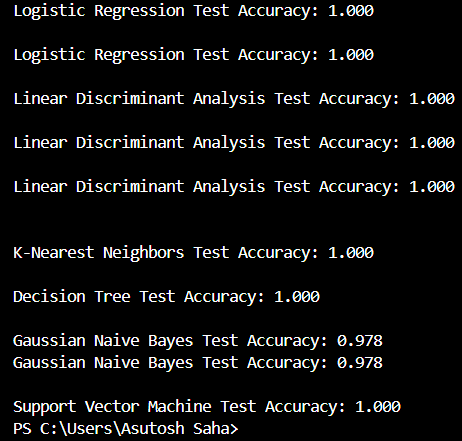 Logistic Regression Test Accuracy: 1.000
Logistic Regression Test Accuracy: 1.000
Linear Discriminant Analysis Test Accuracy: 1.000
Linear Discriminant Analysis Test Accuracy: 1.000
Linear Discriminant Analysis Test Accuracy: 1.000
K-Nearest Neighbors Test Accuracy: 1.000
Decision Tree Test Accuracy: 1.000
Gaussian Naive Bayes Test Accuracy: 0.978
Gaussian Naive Bayes Test Accuracy: 0.978
Support Vector Machine Test Accuracy: 1.000
PS C:\Users\Asutosh Saha>